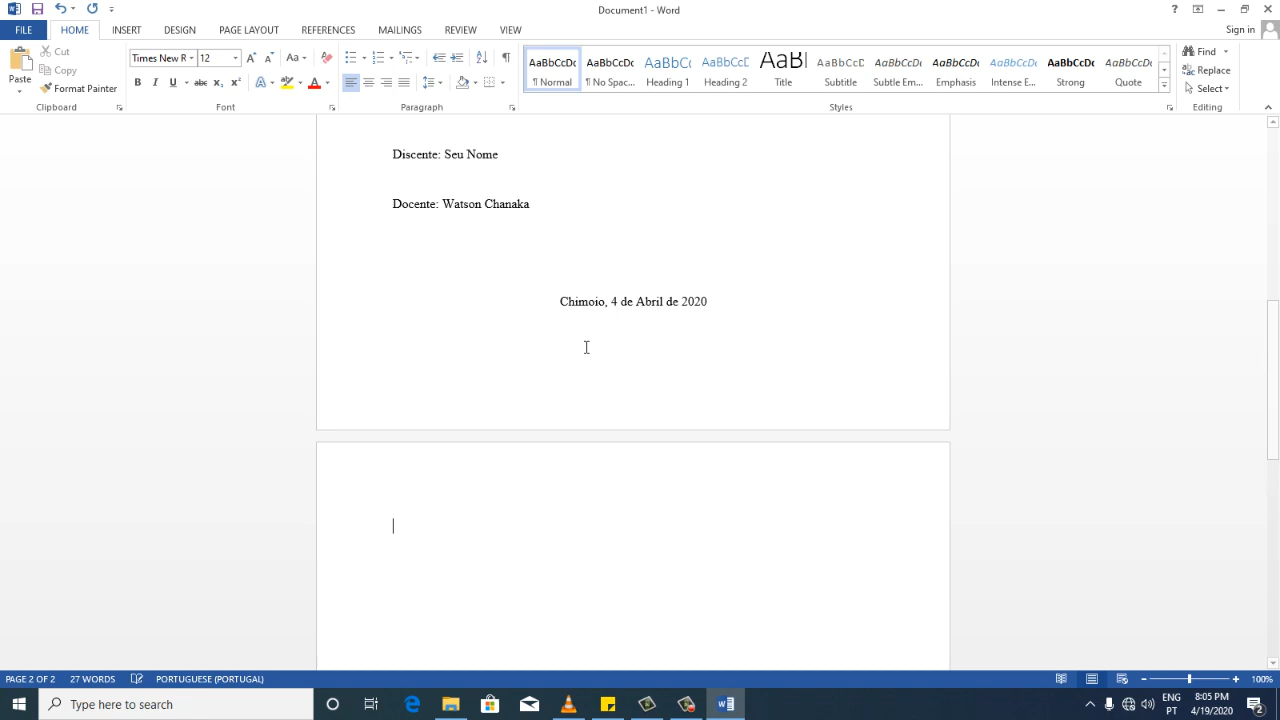 Document1 - Word
Sign in
FILE HOME INSERT DESIGN PAGE LAYOUT REFERENCES MAILINGS REVIEW VIEW
Paste
Cut
Copy
Format Painter
Clipboard
Times New R 12
Font
Paragraph
AaBbCcDc AaBbCcDc AaBbCc AaBbCcD AaB AaBbCcD AaBbCcDc AaBbCcDc AaBbCcDc AaBbCcDc AaBbCcDc
¶ Normal ¶ No Spac... Heading 1 Heading 2 Title Subtitle Subtle Em... Emphasis Intense E... Strong Quote
Styles
Find
Replace
Select
Editing
Discente: Seu Nome
Docente: Watson Chanaka
Chimoio, 4 de Abril de 2020
PAGE 2 OF 2 27 WORDS PORTUGUESE (PORTUGAL) 100%
Type here to search
ENG
PT
8:05 PM
4/19/2020
2